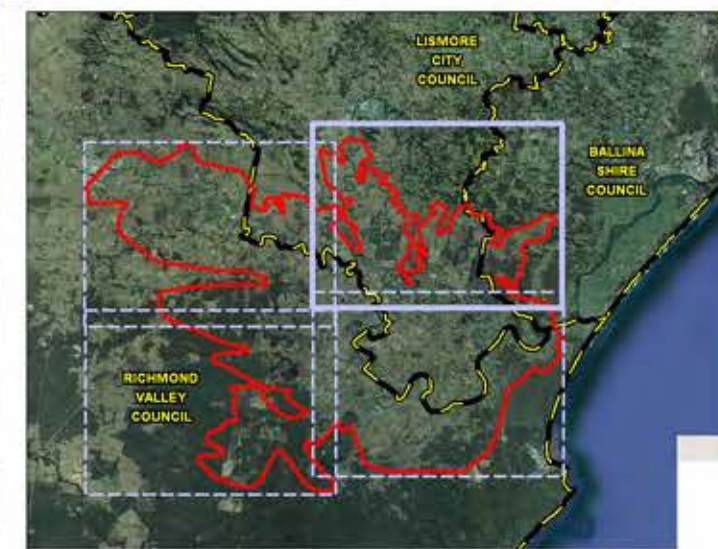 LISMORE
CITY
COUNCIL
BALLINA
SHIRE
COUNCIL
RICHMOND
VALLEY
COUNCIL